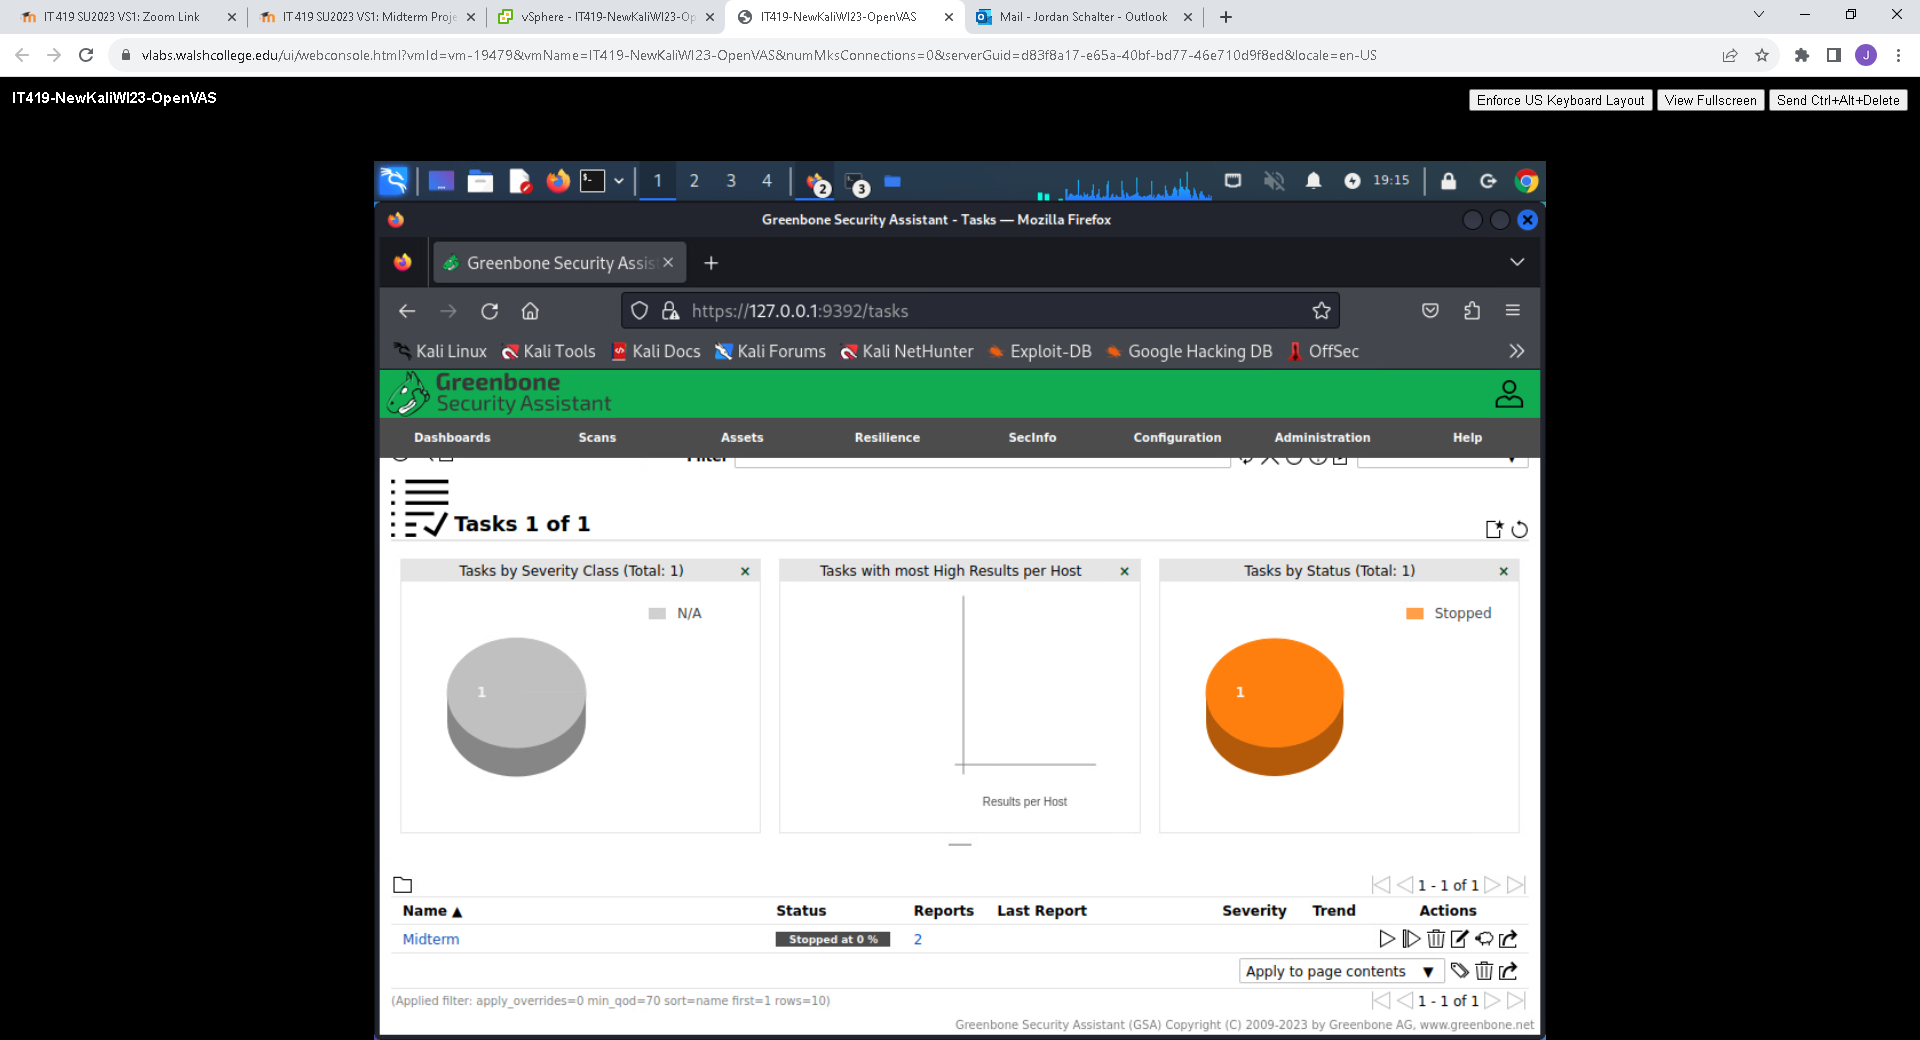 IT419 SU2023 VS1: Zoom Link
IT419 SU2023 VS1: Midterm Proje
vSphere - IT419-NewKaliWI23-Op
IT419-NewKaliWI23-OpenVAS
Mail - Jordan Schalter - Outlook
vlabs.walshcollege.edu/ui/webconsole.html?vmId=vm-19479&vmName=IT419-NewKaliWI23-OpenVAS&numMksConnections=0&serverGuid=d83f8a17-e65a-40bf-bd77-46e710d9f8ed&locale=en-US
J
IT419-NewKaliWI23-OpenVAS
Enforce US Keyboard Layout
View Fullscreen
Send Ctrl+Alt+Delete
1 2 3 4
2
3
19:15
Greenbone Security Assistant - Tasks — Mozilla Firefox
Greenbone Security Assis
https://127.0.0.1:9392/tasks
Kali Linux
Kali Tools
Kali Docs
Kali Forums
Kali NetHunter
Exploit-DB
Google Hacking DB
OffSec
Greenbone
Security Assistant
Dashboards
Scans
Assets
Resilience
SecInfo
Configuration
Administration
Help
Filter
Tasks 1 of 1
Tasks by Severity Class (Total: 1)
N/A
1
Tasks with most High Results per Host
Results per Host
Tasks by Status (Total: 1)
Stopped
1
1 - 1 of 1
Name ▲ Status Reports Last Report Severity Trend Actions
Midterm Stopped at 0 % 2
Apply to page contents ▼
(Applied filter: apply_overrides=0 min_qod=70 sort=name first=1 rows=10)
1 - 1 of 1
Greenbone Security Assistant (GSA) Copyright (C) 2009-2023 by Greenbone AG, www.greenbone.net